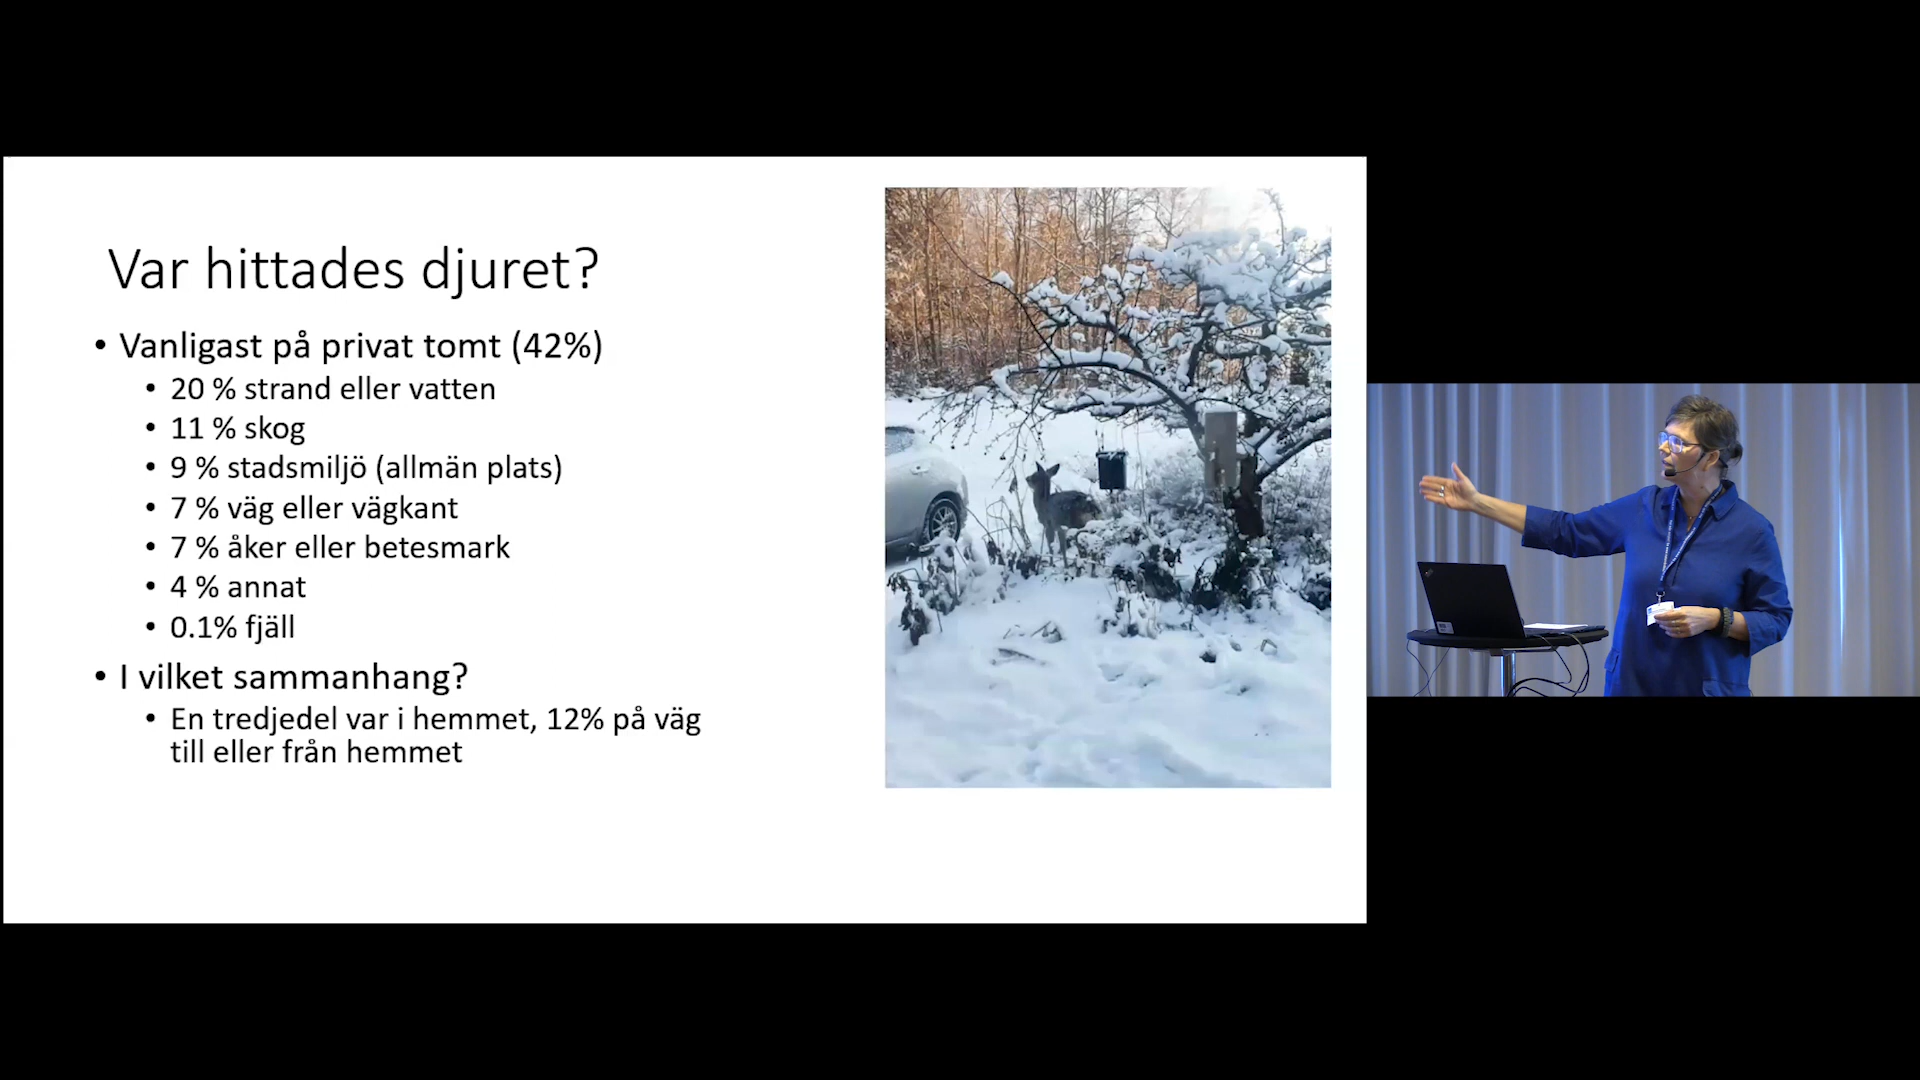 Var hittades djuret?
• Vanligast på privat tomt (42%)
• 20 % strand eller vatten
• 11 % skog
• 9 % stadsmiljö (allmän plats)
• 7 % väg eller vägkant
• 7 % åker eller betesmark
• 4 % annat
• 0.1% fjäll
• I vilket sammanhang?
• En tredjedel var i hemmet, 12% på väg
till eller från hemmet